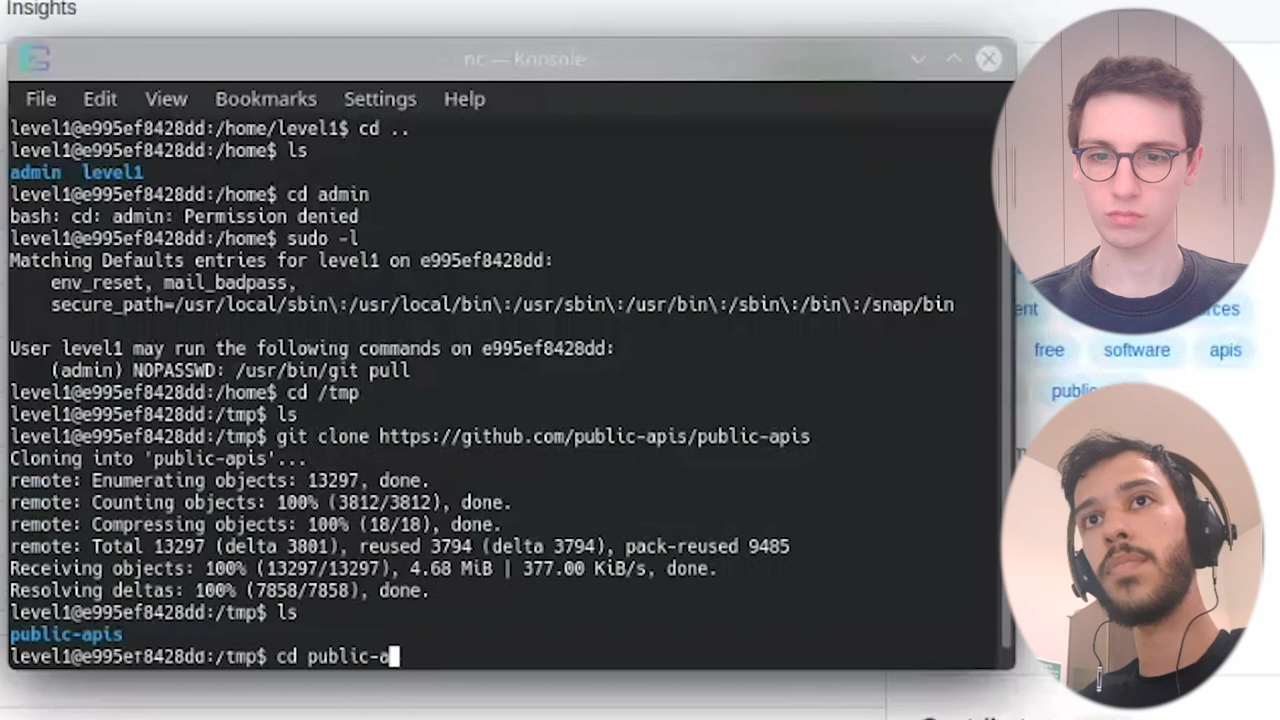 Insights
nc — Konsole
File Edit View Bookmarks Settings Help
level1@e995ef8428dd:/home/level1$ cd ..
level1@e995ef8428dd:/home$ ls
admin level1
level1@e995ef8428dd:/home$ cd admin
bash: cd: admin: Permission denied
level1@e995ef8428dd:/home$ sudo -l
Matching Defaults entries for level1 on e995ef8428dd:
env_reset, mail_badpass,
secure_path=/usr/local/sbin\:/usr/local/bin\:/usr/sbin\:/usr/bin\:/sbin\:/bin\:/snap/bin
User level1 may run the following commands on e995ef8428dd:
(admin) NOPASSWD: /usr/bin/git pull
level1@e995ef8428dd:/home$ cd /tmp
level1@e995ef8428dd:/tmp$ ls
level1@e995ef8428dd:/tmp$ git clone https://github.com/public-apis/public-apis
Cloning into 'public-apis'...
remote: Enumerating objects: 13297, done.
remote: Counting objects: 100% (3812/3812), done.
remote: Compressing objects: 100% (18/18), done.
remote: Total 13297 (delta 3801), reused 3794 (delta 3794), pack-reused 9485
Receiving objects: 100% (13297/13297), 4.68 MiB | 377.00 KiB/s, done.
Resolving deltas: 100% (7858/7858), done.
level1@e995ef8428dd:/tmp$ ls
public-apis
level1@e995ef8428dd:/tmp$ cd public-a
free software apis